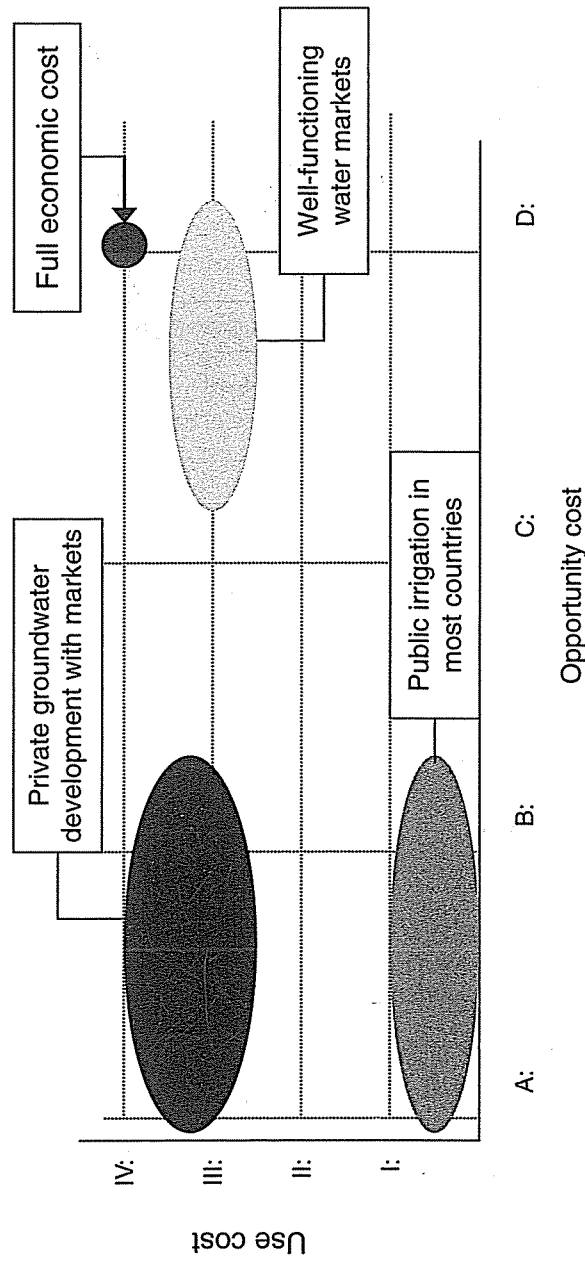 Full economic cost
Private groundwater
development with markets
Well-functioning
water markets
Public irrigation in
most countries
IV:
III:
II:
I:
Use cost
A:
B:
C:
D:
Opportunity cost